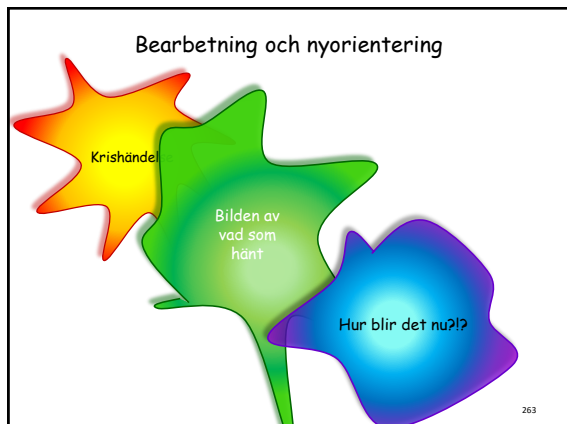 Bearbetning och nyorientering
Krishändel
Bilden av
vad som
hänt
Hur blir det nu?!?
263